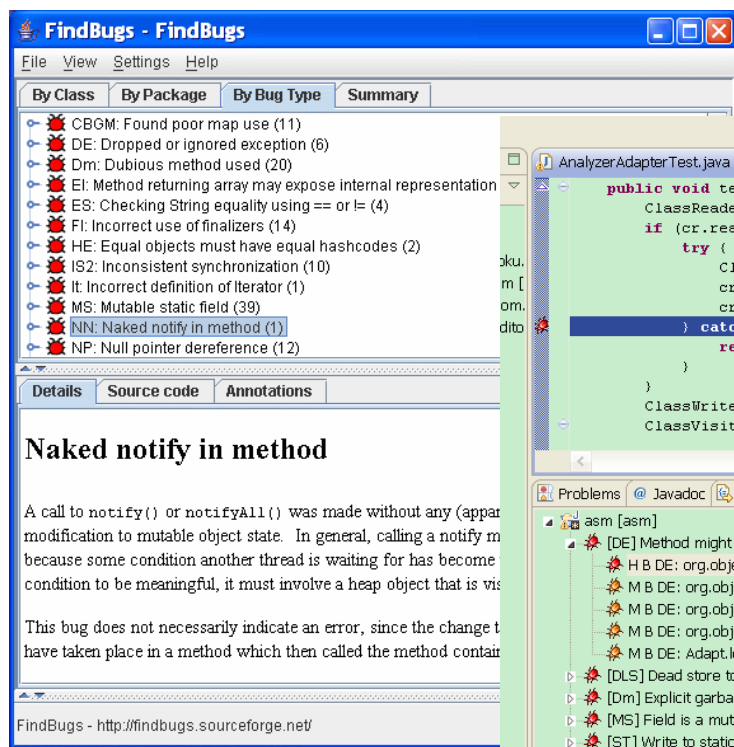 FindBugs - FindBugs
File View Settings Help
By Class By Package By Bug Type Summary
CBGM: Found poor map use (11)
DE: Dropped or ignored exception (6)
Dm: Dubious method used (20)
EI: Method returning array may expose internal representation
ES: Checking String equality using == or != (4)
FI: Incorrect use of finalizers (14)
HE: Equal objects must have equal hashcodes (2)
IS2: Inconsistent synchronization (10)
It: Incorrect definition of Iterator (1)
MS: Mutable static field (39)
NN: Naked notify in method (1)
NP: Null pointer dereference (12)
Details Source code Annotations
Naked notify in method
A call to notify() or notifyAll() was made without any (appar
modification to mutable object state. In general, calling a notify m
because some condition another thread is waiting for has become
condition to be meaningful, it must involve a heap object that is vis
This bug does not necessarily indicate an error, since the change t
have taken place in a method which then called the method contain
FindBugs - http://findbugs.sourceforge.net/
AnalyzerAdapterTest.java
public void te
ClassReade
if (cr.rea
try {
Cl
cr
cr
} catc
re
}
}
ClassWrite
ClassVisit
oku.
m [
om.
dito
Problems @ Javadoc
asm [asm]
[DE] Method might
H B DE: org.obje
M B DE: org.obj
M B DE: org.obj
M B DE: org.obj
M B DE: Adapt.l
[DLS] Dead store to
[Dm] Explicit garba
[MS] Field is a mut
[ST] Write to static